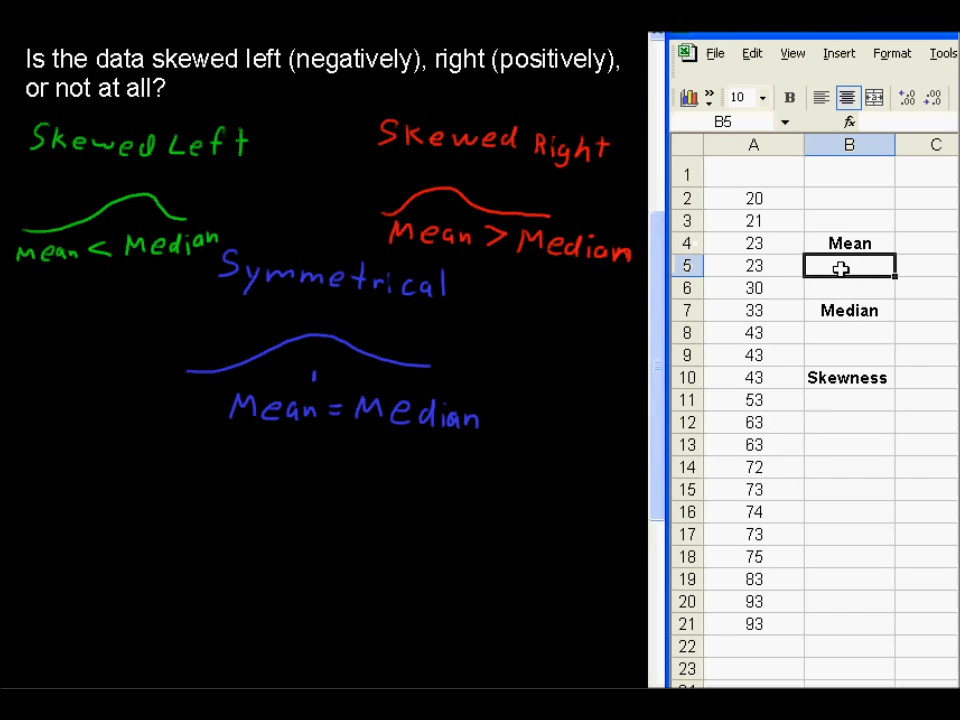 Is the data skewed left (negatively), right (positively),
or not at all?
Skewed Left
Skewed Right
Mean < Median
Mean > Median
Symmetrical
Mean = Median
File Edit View Insert Format Tools
10 B
B5 fx
A B C
1
2 20
3 21
4 23 Mean
5 23
6 30
7 33 Median
8 43
9 43
10 43 Skewness
11 53
12 63
13 63
14 72
15 73
16 74
17 73
18 75
19 83
20 93
21 93
22
23